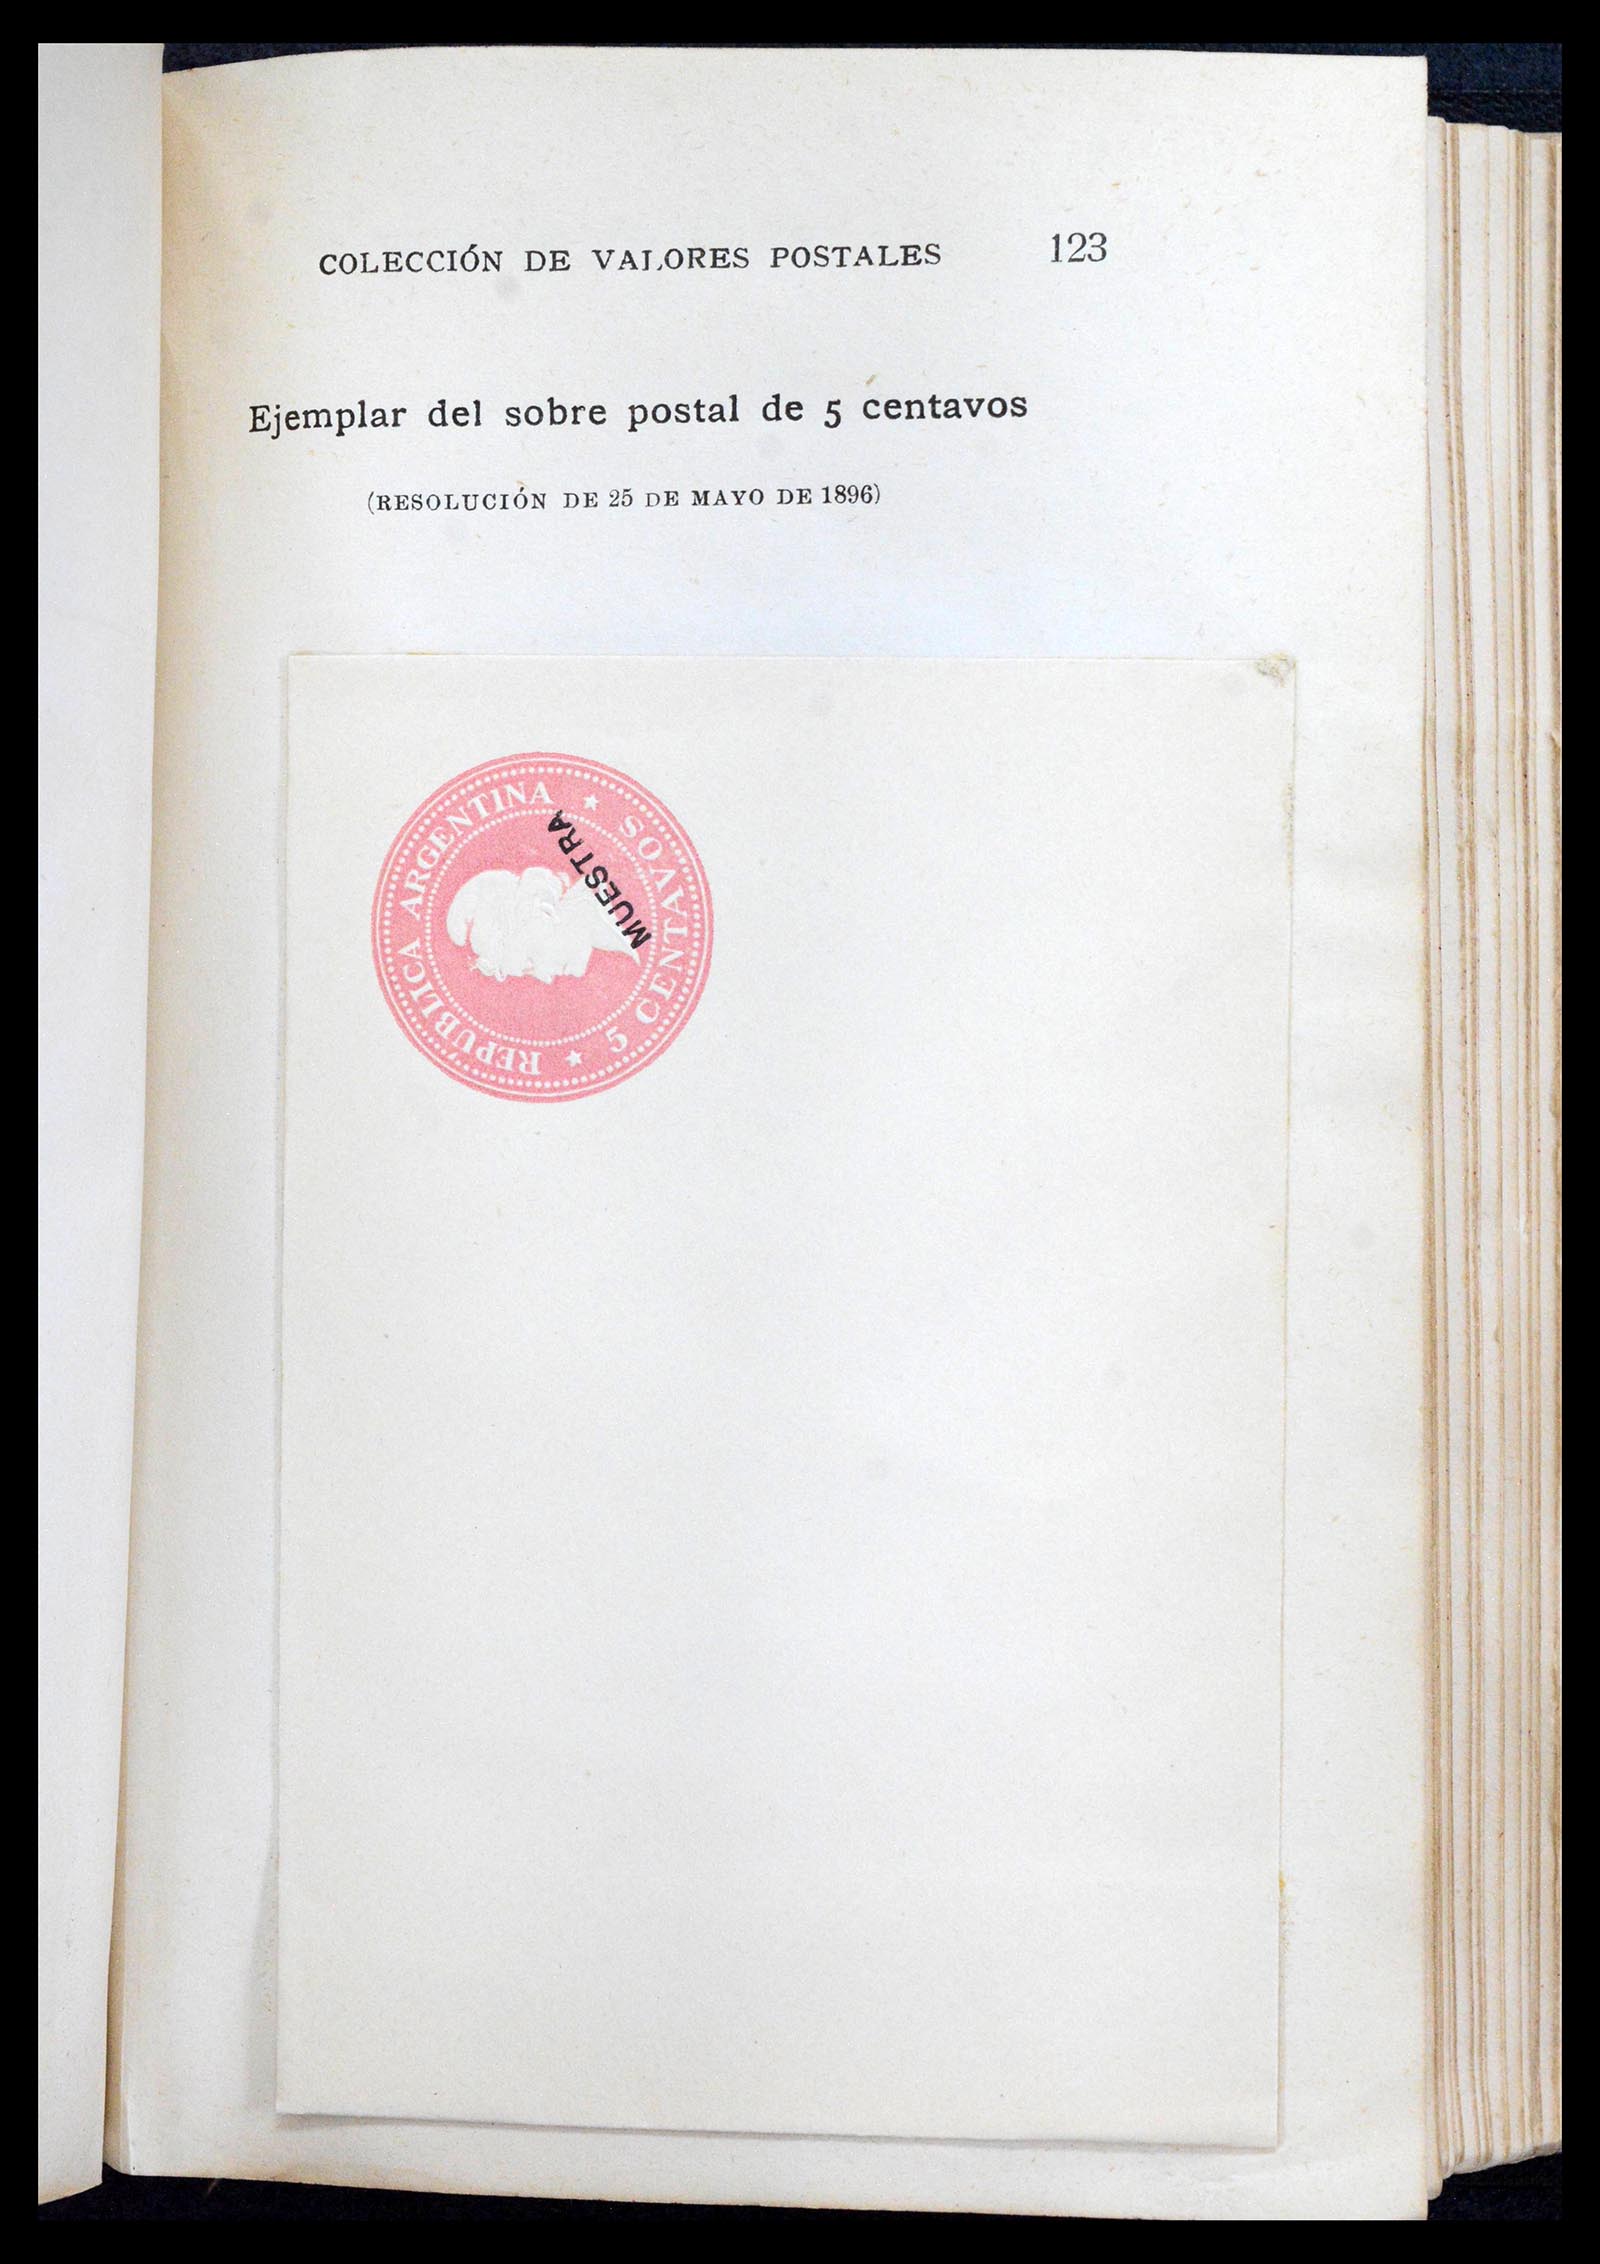 COLECCIÓN DE VALORES POSTALES 123
Ejemplar del sobre postal de 5 centavos
(RESOLUCIÓN DE 25 DE MAYO DE 1896)
REPUBLICA ARGENTINA
★ 5 CENTAVOS ★
MUESTRA